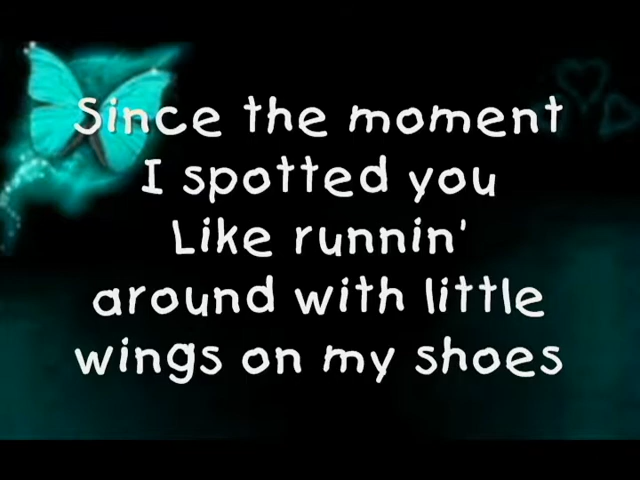 Since the moment
I spotted you
Like runnin'
around with little
wings on my shoes